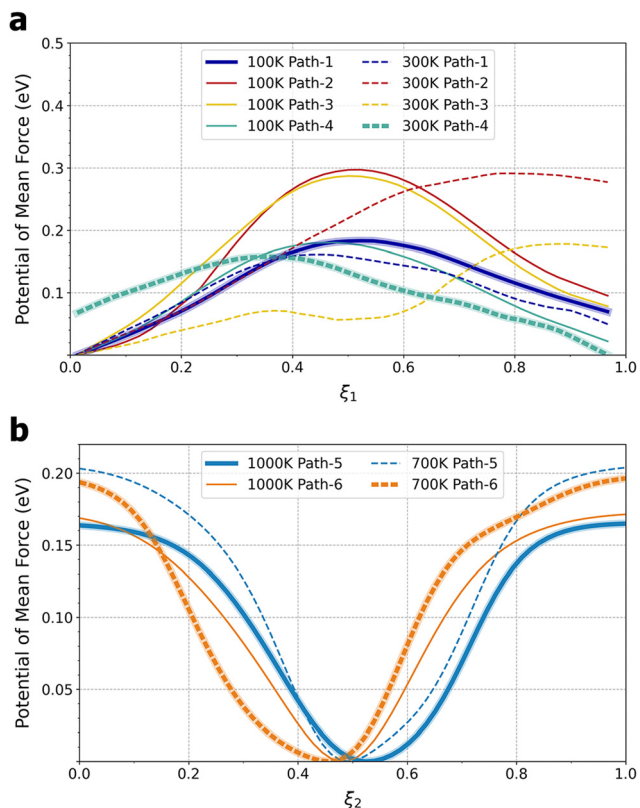 a
0.5
0.4
0.3
0.2
0.1
Potential of Mean Force (eV)
100K Path-1
100K Path-2
100K Path-3
100K Path-4
300K Path-1
300K Path-2
300K Path-3
300K Path-4
0.0 0.2 0.4 0.6 0.8 1.0
ξ1
b
0.20
0.15
0.10
0.05
Potential of Mean Force (eV)
1000K Path-5
1000K Path-6
700K Path-5
700K Path-6
0.0 0.2 0.4 0.6 0.8 1.0
ξ2